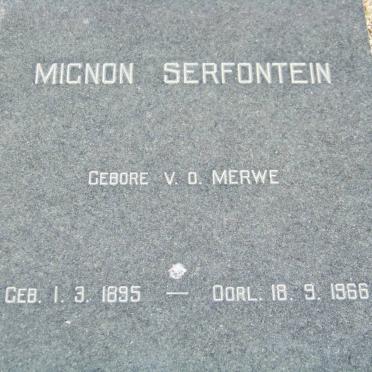 MIGNON SERFONTEIN
GEBORE V. D. MERWE
GEB. 1. 3. 1895 — OORL. 18. 9. 1966